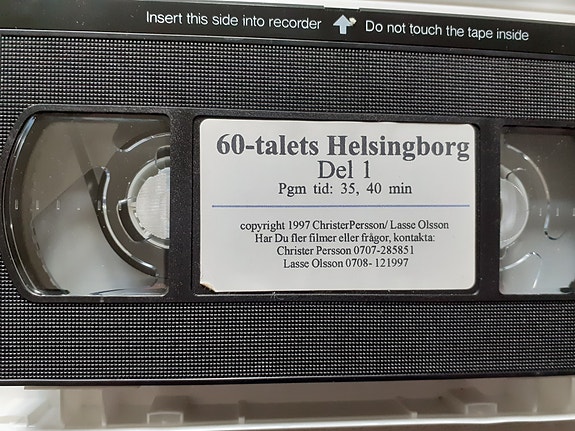 Insert this side into recorder Do not touch the tape inside
60-talets Helsingborg
Del 1
Pgm tid: 35, 40 min
copyright 1997 ChristerPersson/ Lasse Olsson
Har Du fler filmer eller frågor, kontakta:
Christer Persson 0707-285851
Lasse Olsson 0708- 121997